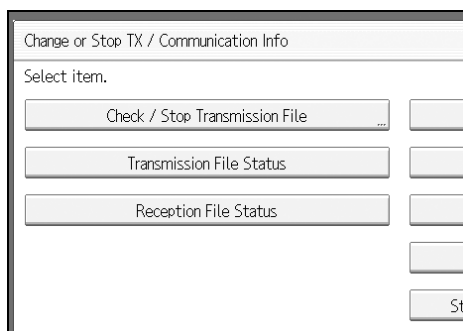 Change or Stop TX / Communication Info
Select item.
Check / Stop Transmission File
Transmission File Status
Reception File Status